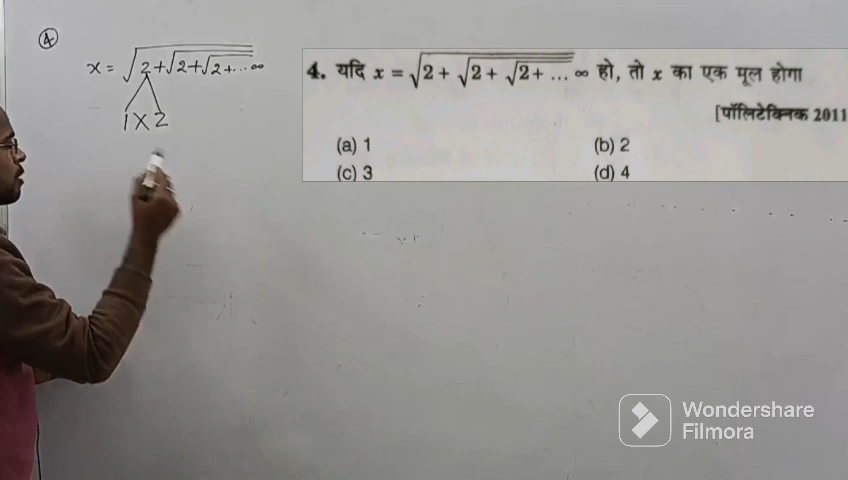 ④
x = √2+√2+√2+...∞
1×2
4. यदि x = √2 + √2 + √2+ ... ∞ हो, तो x का एक मूल होगा
[पॉलिटेक्निक 2011
(a) 1 (b) 2
(c) 3 (d) 4
Wondershare
Filmora